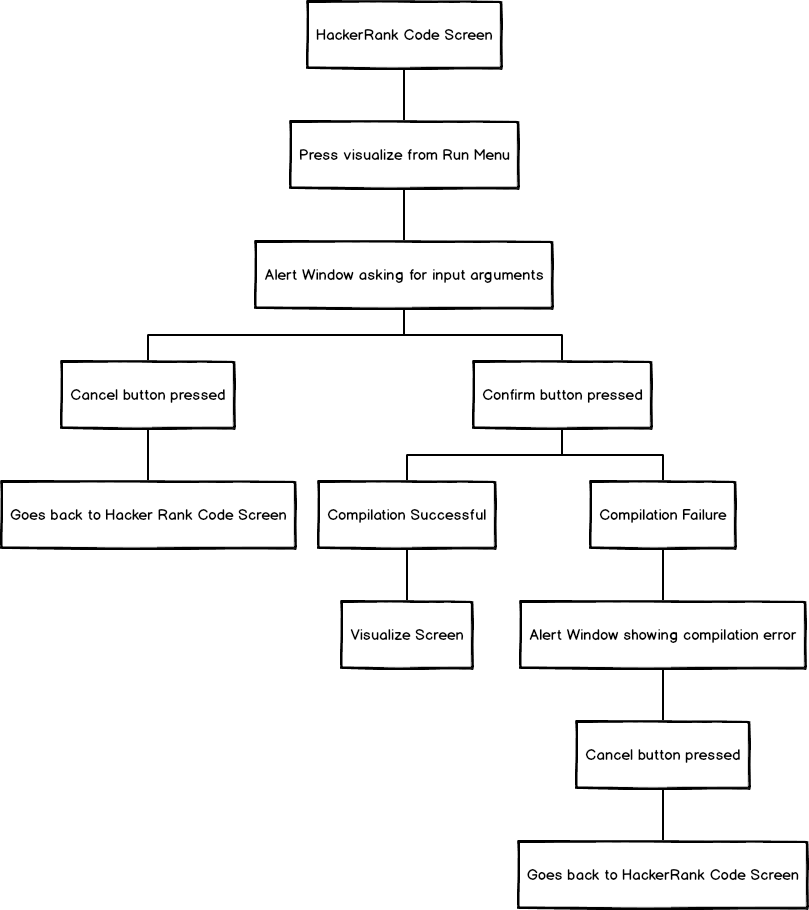 HackerRank Code Screen
Press visualize from Run Menu
Alert Window asking for input arguments
Cancel button pressed
Confirm button pressed
Goes back to Hacker Rank Code Screen
Compilation Successful
Compilation Failure
Visualize Screen
Alert Window showing compilation error
Cancel button pressed
Goes back to HackerRank Code Screen